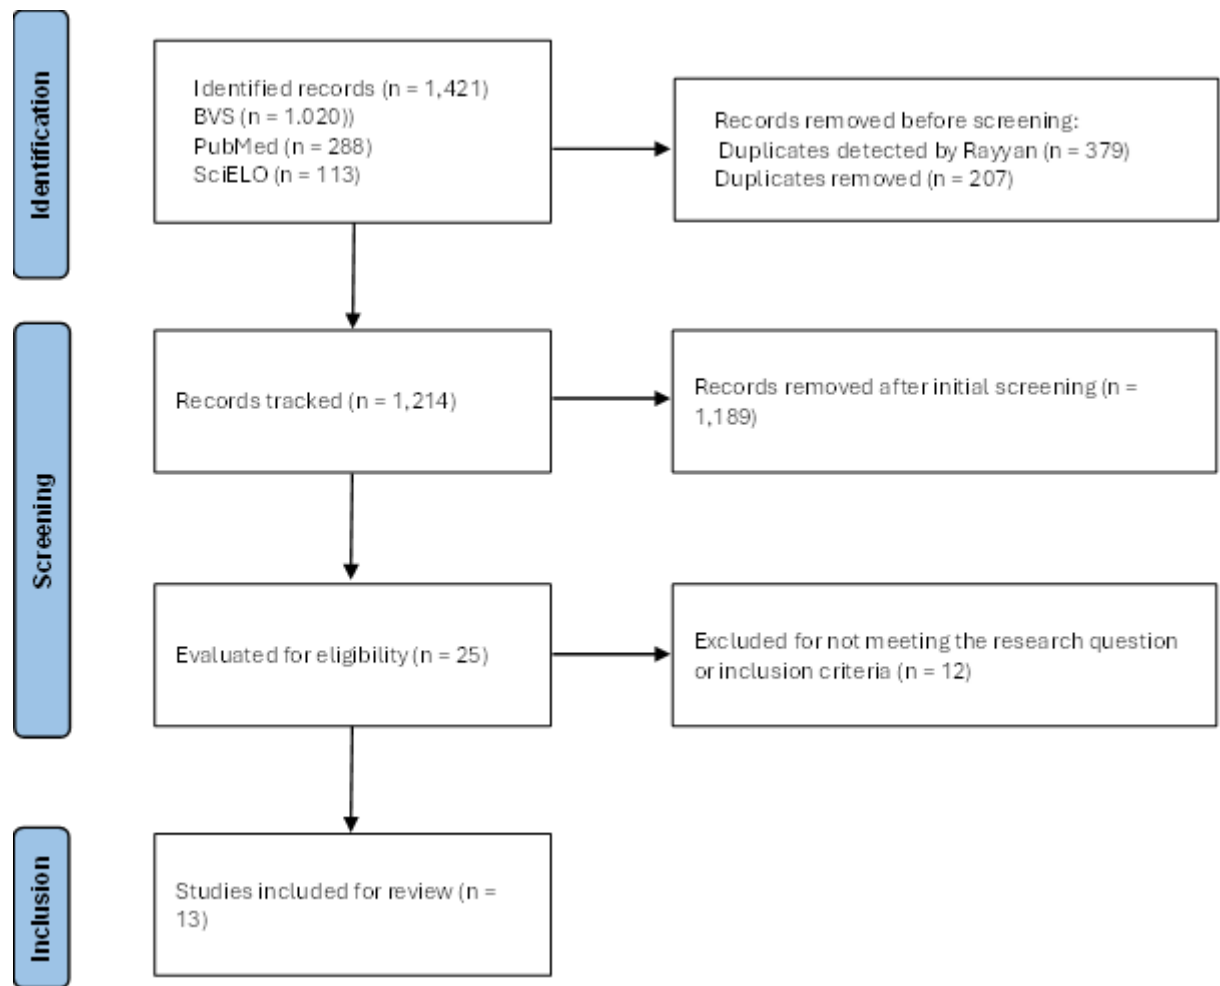 Identification
Identified records (n = 1,421)
BVS (n = 1.020))
PubMed (n = 288)
SciELO (n = 113)
Records removed before screening:
Duplicates detected by Rayyan (n = 379)
Duplicates removed (n = 207)
Screening
Records tracked (n = 1,214)
Records removed after initial screening (n =
1,189)
Evaluated for eligibility (n = 25)
Excluded for not meeting the research question
or inclusion criteria (n = 12)
Inclusion
Studies included for review (n =
13)